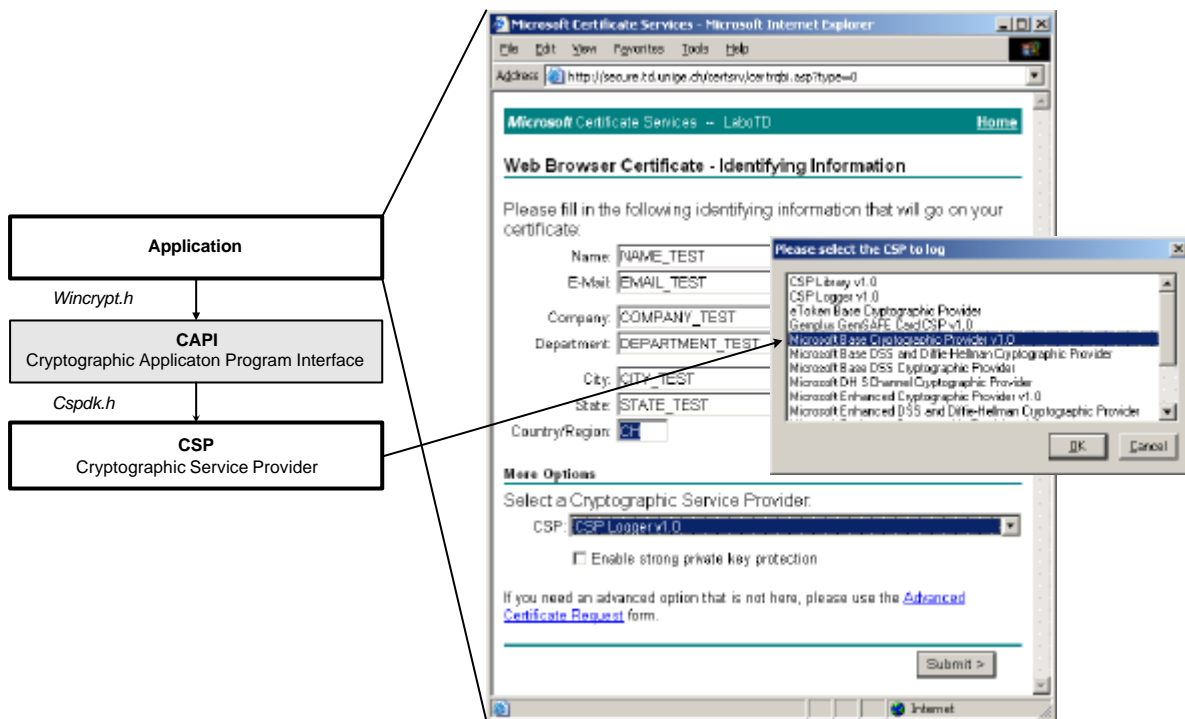 Application
Wincrypt.h
CAPI
Cryptographic Applicaton Program Interface
Cspdk.h
CSP
Cryptographic Service Provider
Microsoft Certificate Services - Microsoft Internet Explorer
File Edit View Favorites Tools Help
Address http://secure.td.unige.ch/certsrv/certrqbi.asp?type=0
Microsoft Certificate Services -- LaboTD Home
Web Browser Certificate - Identifying Information
Please fill in the following identifying information that will go on your
certificate:
Name: NAME_TEST
E-Mail: EMAIL_TEST
Company: COMPANY_TEST
Department: DEPARTMENT_TEST
City: CITY_TEST
State: STATE_TEST
Country/Region: CH
More Options
Select a Cryptographic Service Provider:
CSP: CSP Logger v1.0
Enable strong private key protection
If you need an advanced option that is not here, please use the Advanced
Certificate Request form.
Submit >
Internet
Please select the CSP to log
CSP Library v1.0
CSP Logger v1.0
eToken Base Cryptographic Provider
Gemplus GemSAFE Card CSP v1.0
Microsoft Base Cryptographic Provider v1.0
Microsoft Base DSS and Diffie-Hellman Cryptographic Provider
Microsoft Base DSS Cryptographic Provider
Microsoft DH SChannel Cryptographic Provider
Microsoft Enhanced Cryptographic Provider v1.0
Microsoft Enhanced DSS and Diffie-Hellman Cryptographic Provider
OK Cancel